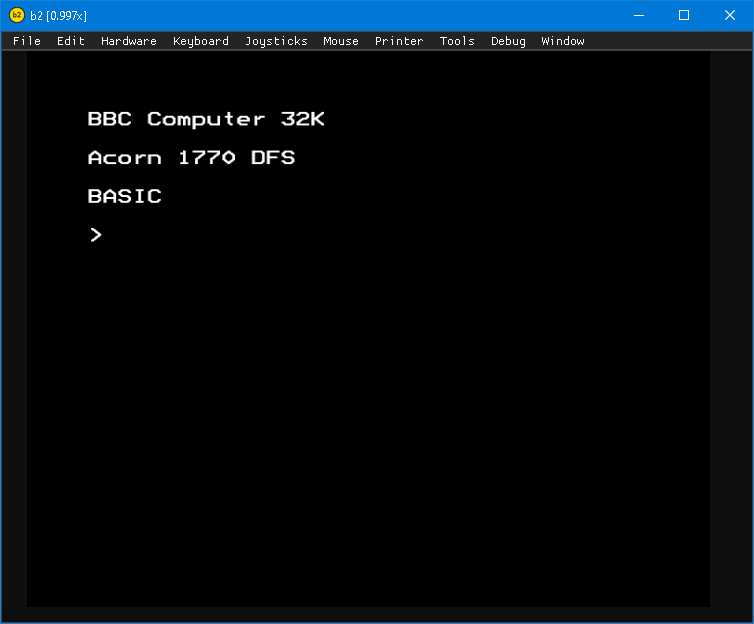 b2 [0.997x]
File Edit Hardware Keyboard Joysticks Mouse Printer Tools Debug Window
BBC Computer 32K
Acorn 1770 DFS
BASIC
>